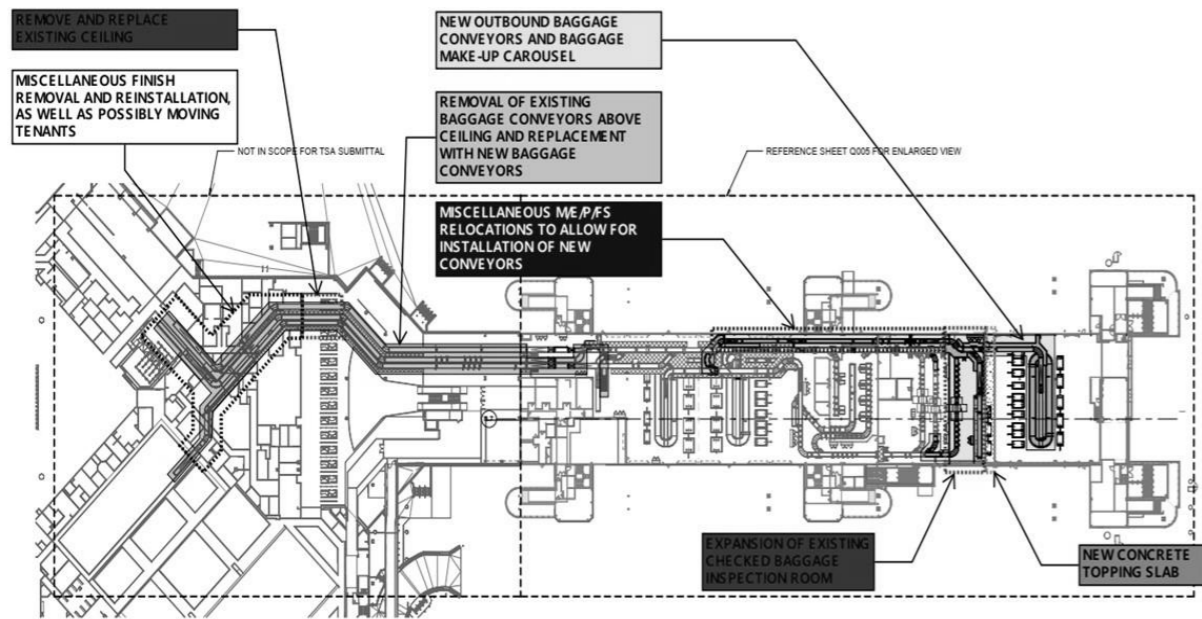 REMOVE AND REPLACE
EXISTING CEILING
MISCELLANEOUS FINISH
REMOVAL AND REINSTALLATION,
AS WELL AS POSSIBLY MOVING
TENANTS
NEW OUTBOUND BAGGAGE
CONVEYORS AND BAGGAGE
MAKE-UP CAROUSEL
REMOVAL OF EXISTING
BAGGAGE CONVEYORS ABOVE
CEILING AND REPLACEMENT
WITH NEW BAGGAGE
CONVEYORS
NOT IN SCOPE FOR TSA SUBMITTAL
REFERENCE SHEET Q005 FOR ENLARGED VIEW
MISCELLANEOUS M/E/P/FS
RELOCATIONS TO ALLOW FOR
INSTALLATION OF NEW
CONVEYORS
EXPANSION OF EXISTING
CHECKED BAGGAGE
INSPECTION ROOM
NEW CONCRETE
TOPPING SLAB